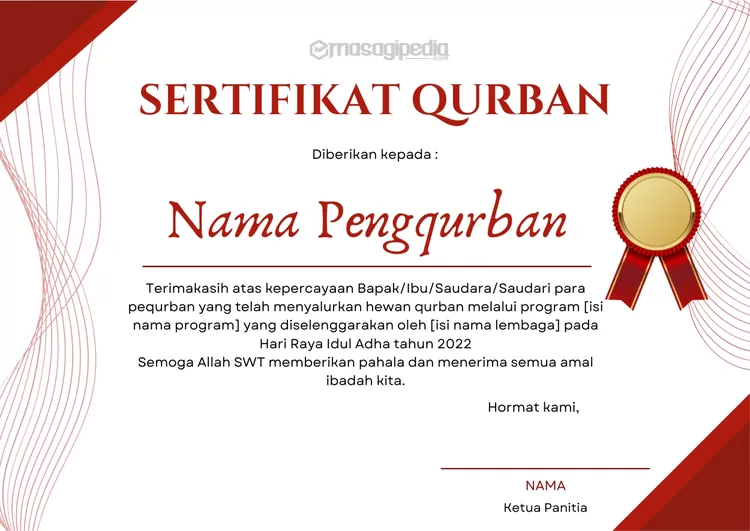 masagipedia
.com
SERTIFIKAT QURBAN
Diberikan kepada :
Nama Pengqurban
Terimakasih atas kepercayaan Bapak/Ibu/Saudara/Saudari para
pequrban yang telah menyalurkan hewan qurban melalui program [isi
nama program] yang diselenggarakan oleh [isi nama lembaga] pada
Hari Raya Idul Adha tahun 2022
Semoga Allah SWT memberikan pahala dan menerima semua amal
ibadah kita.
Hormat kami,
NAMA
Ketua Panitia